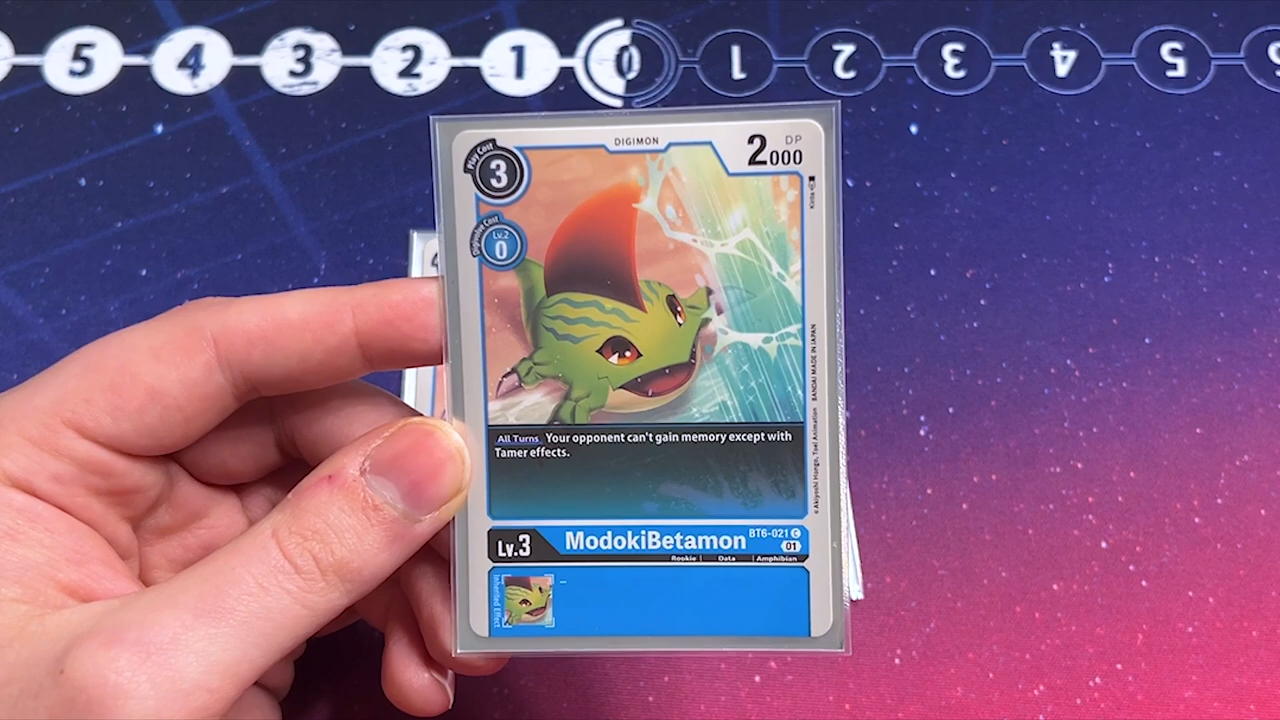 5 4 3 2 1 0 1 2 3 4 5 6
DIGIMON
Play Cost
3
2000
DP
Digivolve Cost
Lv.2
0
All Turns Your opponent can't gain memory except with
Tamer effects.
Lv.3
ModokiBetamon
BT6-021 C
01
Rookie | Data | Amphibian
Inherited Effect
-
©Akiyoshi Hongo, Toei Animation BANDAI MADE IN JAPAN